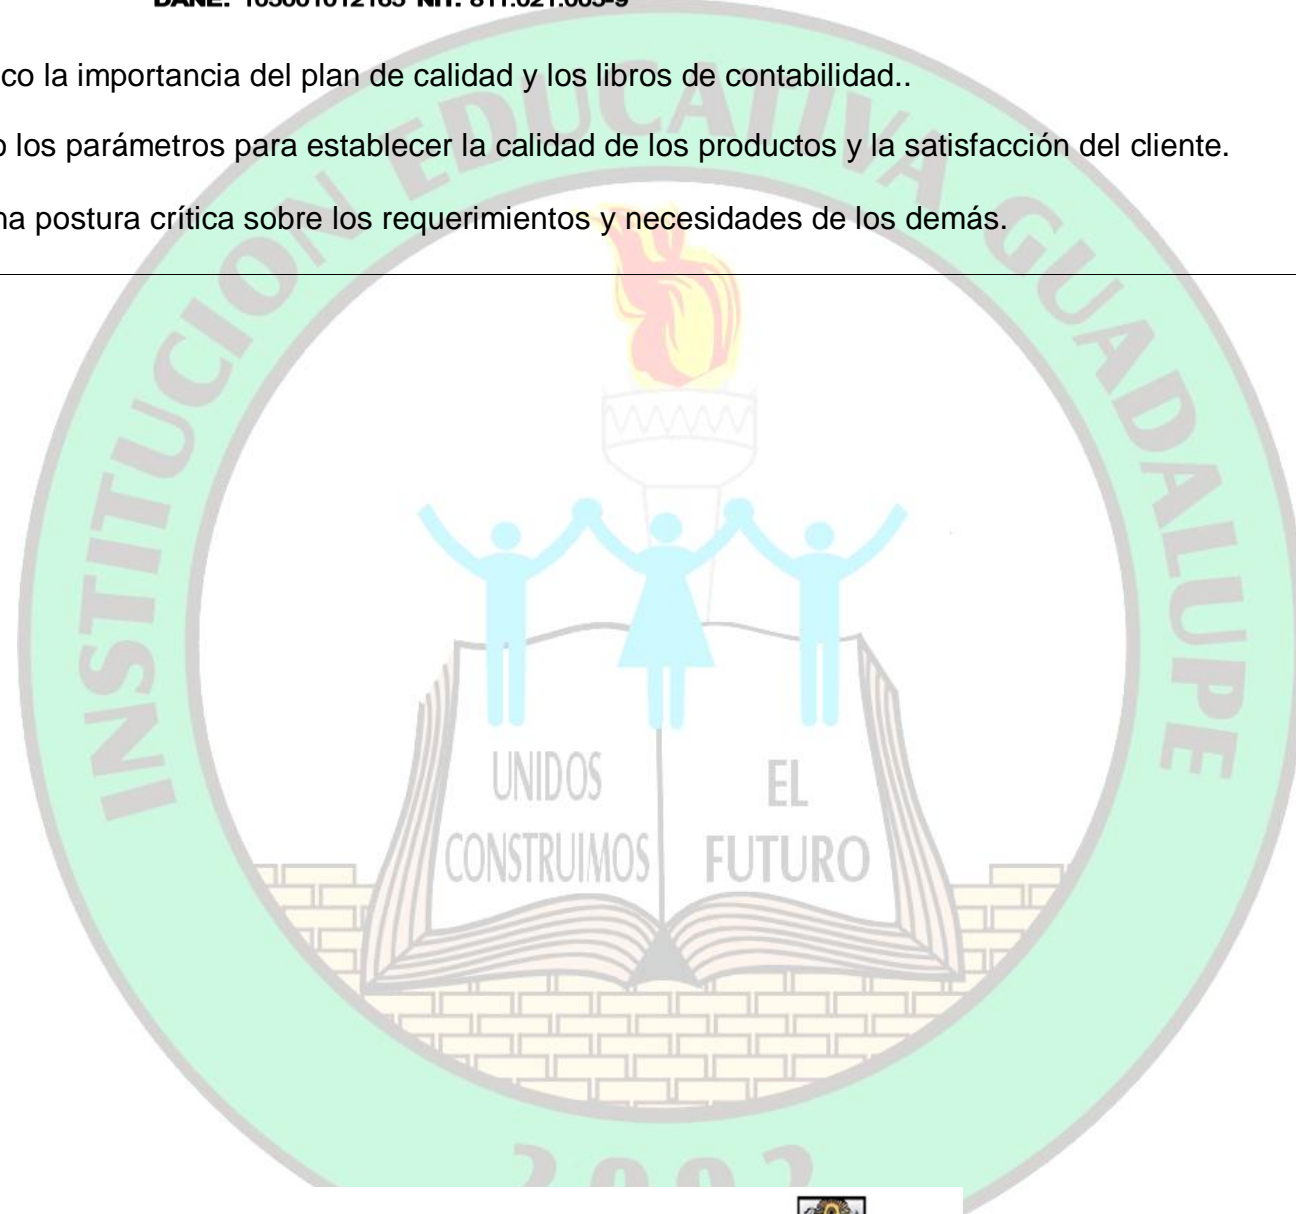 co la importancia del plan de calidad y los libros de contabilidad..
los parámetros para establecer la calidad de los productos y la satisfacción del cliente.
na postura crítica sobre los requerimientos y necesidades de los demás.
INSTITUCION EDUCATIVA GUADALUPE
UNIDOS
CONSTRUIMOS
EL
FUTURO
2002